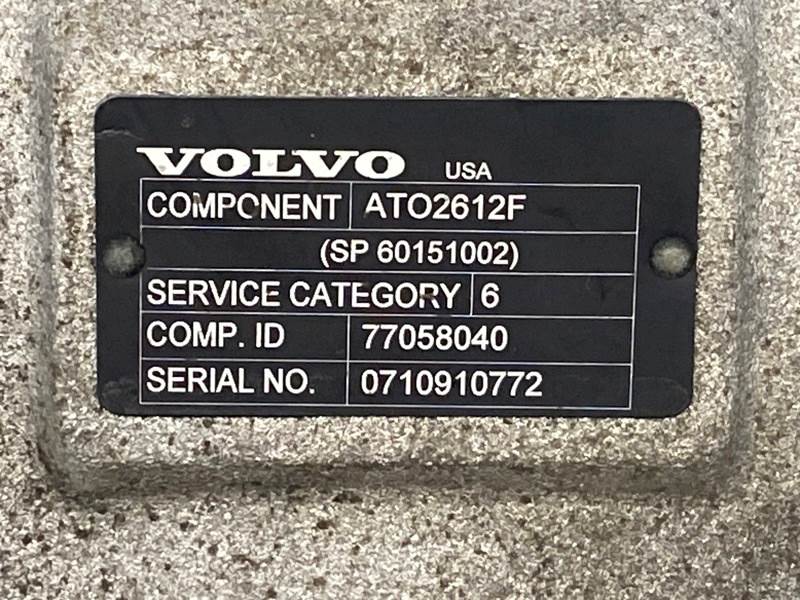 VOLVO USA
COMPONENT ATO2612F
(SP 60151002)
SERVICE CATEGORY 6
COMP. ID 77058040
SERIAL NO. 0710910772